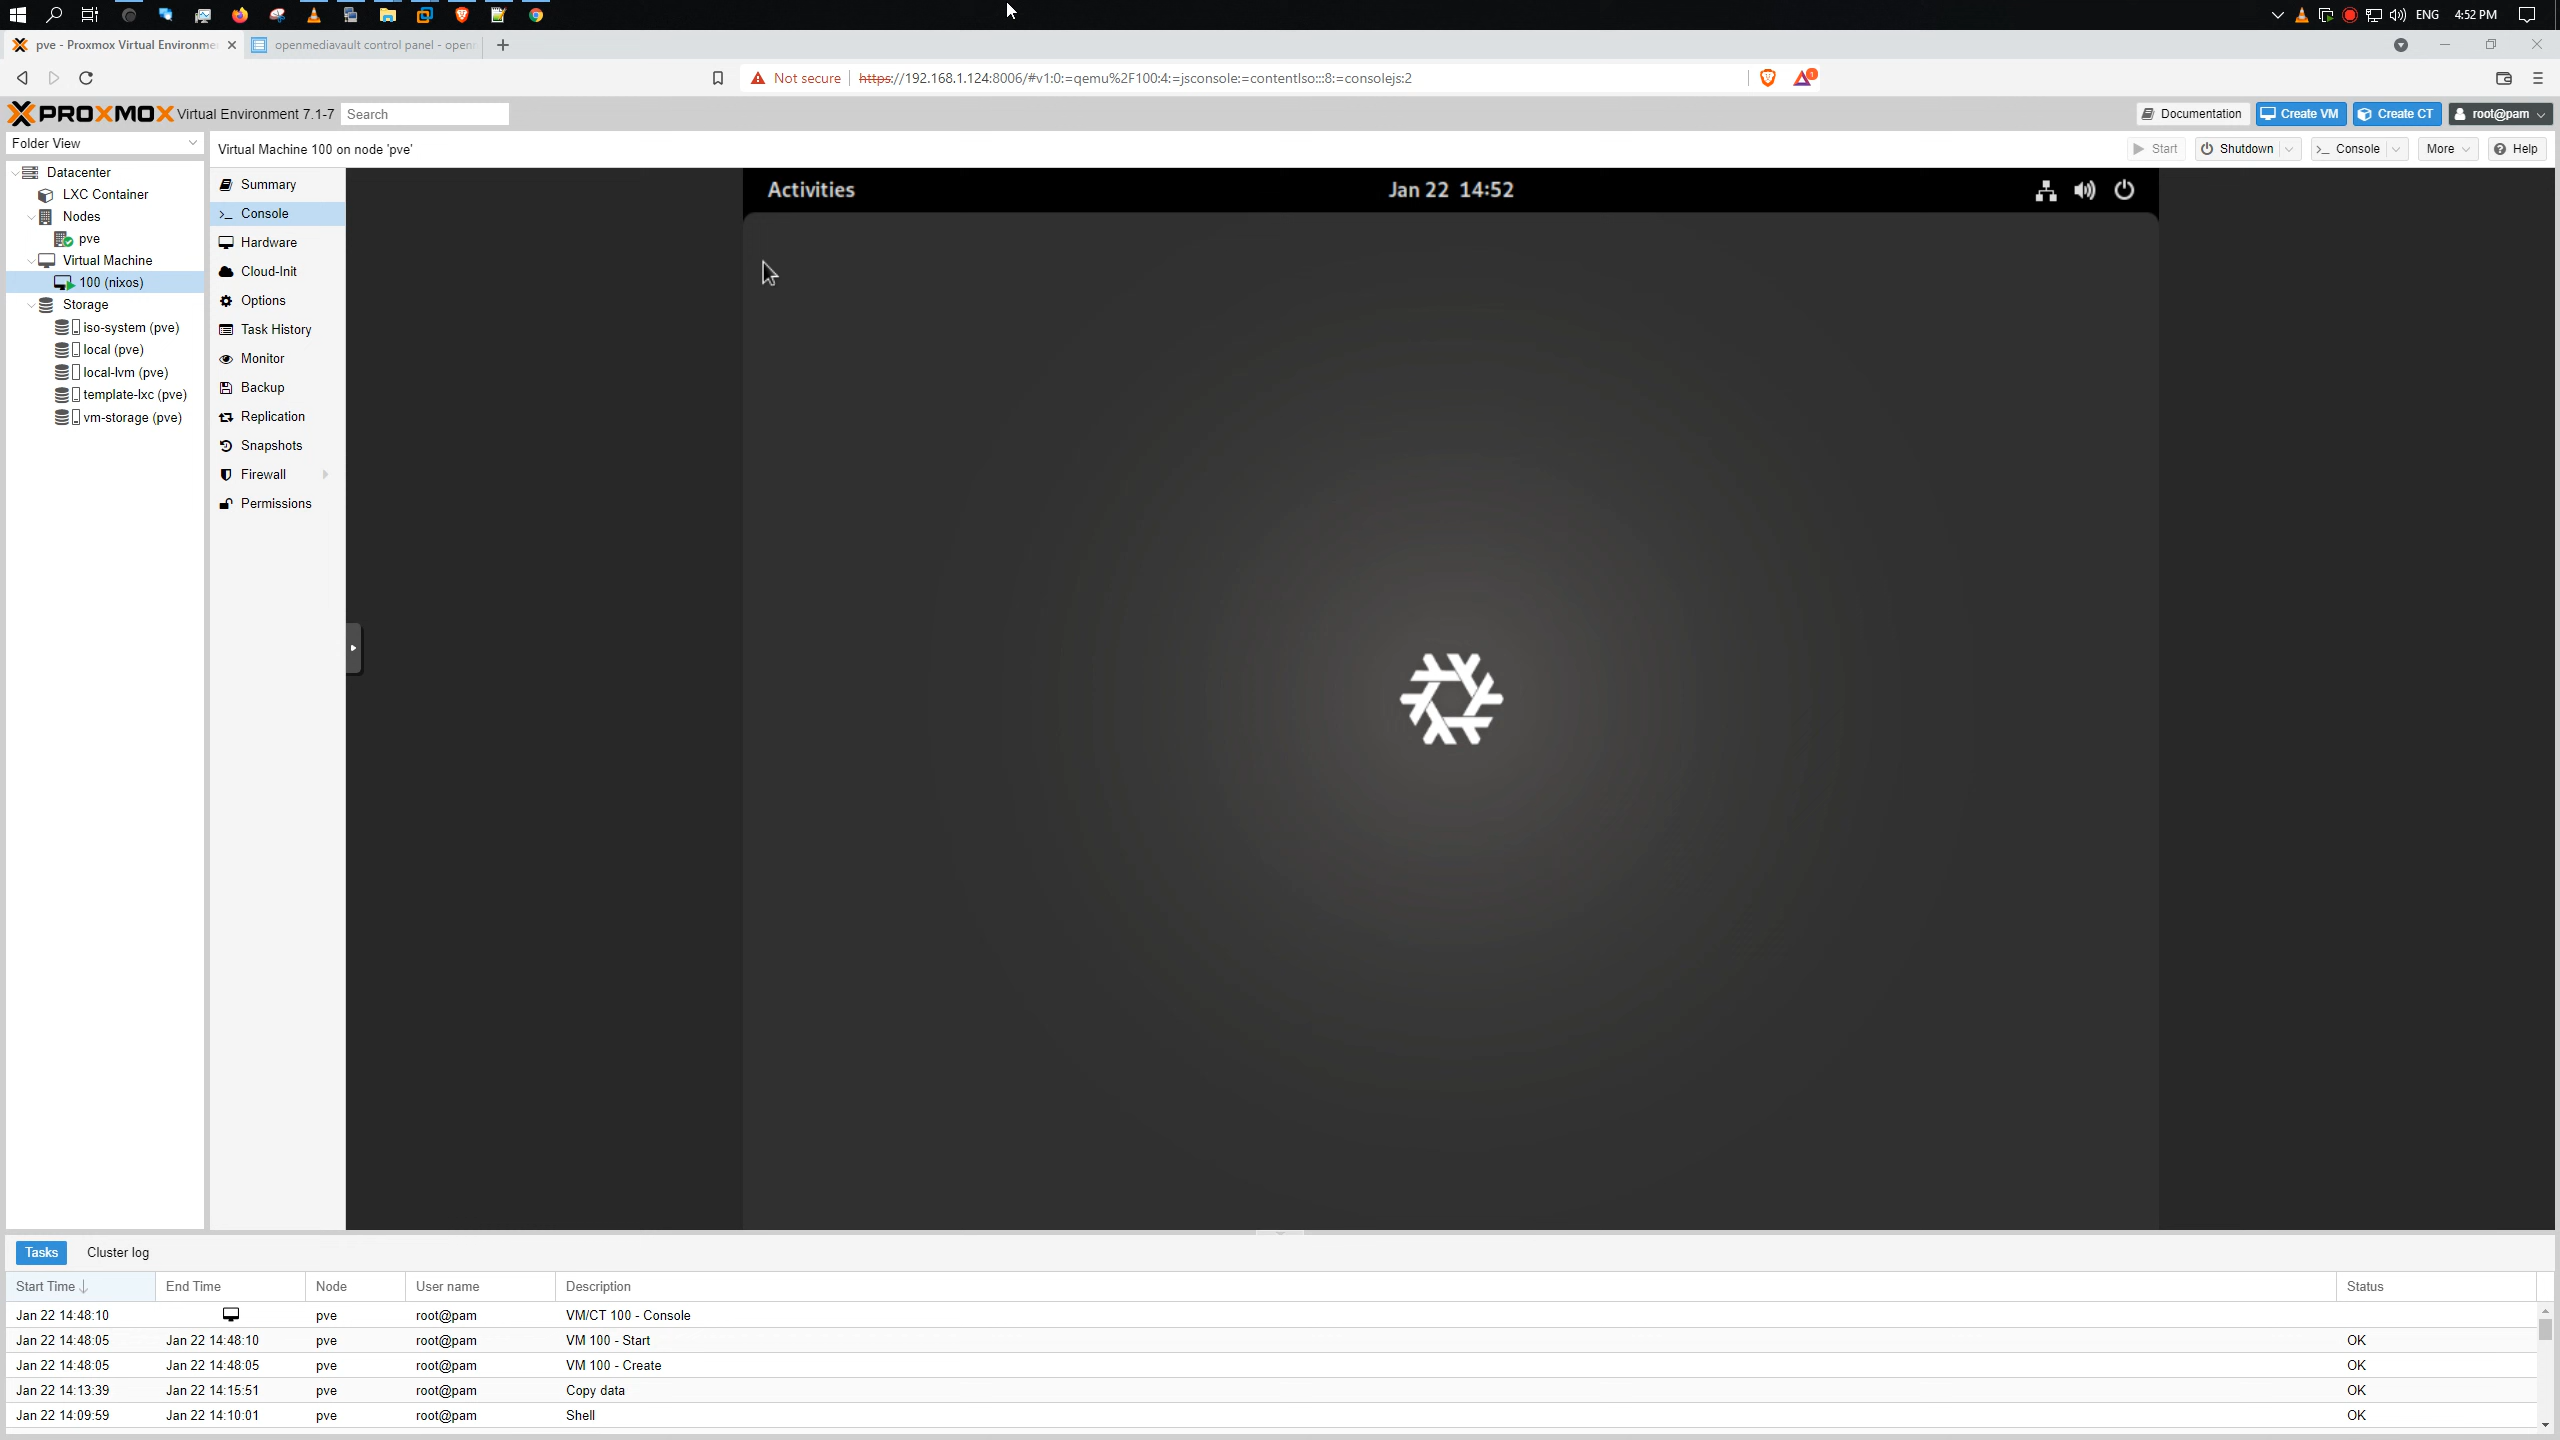 ENG 4:52 PM
pve - Proxmox Virtual Environme openmediavault control panel - open
Not secure https://192.168.1.124:8006/#v1:0:=qemu%2F100:4:=jsconsole:=contentIso:::8:=consolejs:2
PROXMOX Virtual Environment 7.1-7 Search Documentation Create VM Create CT root@pam
Folder View
Virtual Machine 100 on node 'pve' Start Shutdown Console More Help
Datacenter
LXC Container
Nodes
pve
Virtual Machine
100 (nixos)
Storage
iso-system (pve)
local (pve)
local-lvm (pve)
template-lxc (pve)
vm-storage (pve)
Summary
Console
Hardware
Cloud-Init
Options
Task History
Monitor
Backup
Replication
Snapshots
Firewall
Permissions
Activities Jan 22 14:52
Tasks Cluster log
Start Time End Time Node User name Description Status
Jan 22 14:48:10 pve root@pam VM/CT 100 - Console
Jan 22 14:48:05 Jan 22 14:48:10 pve root@pam VM 100 - Start OK
Jan 22 14:48:05 Jan 22 14:48:05 pve root@pam VM 100 - Create OK
Jan 22 14:13:39 Jan 22 14:15:51 pve root@pam Copy data OK
Jan 22 14:09:59 Jan 22 14:10:01 pve root@pam Shell OK